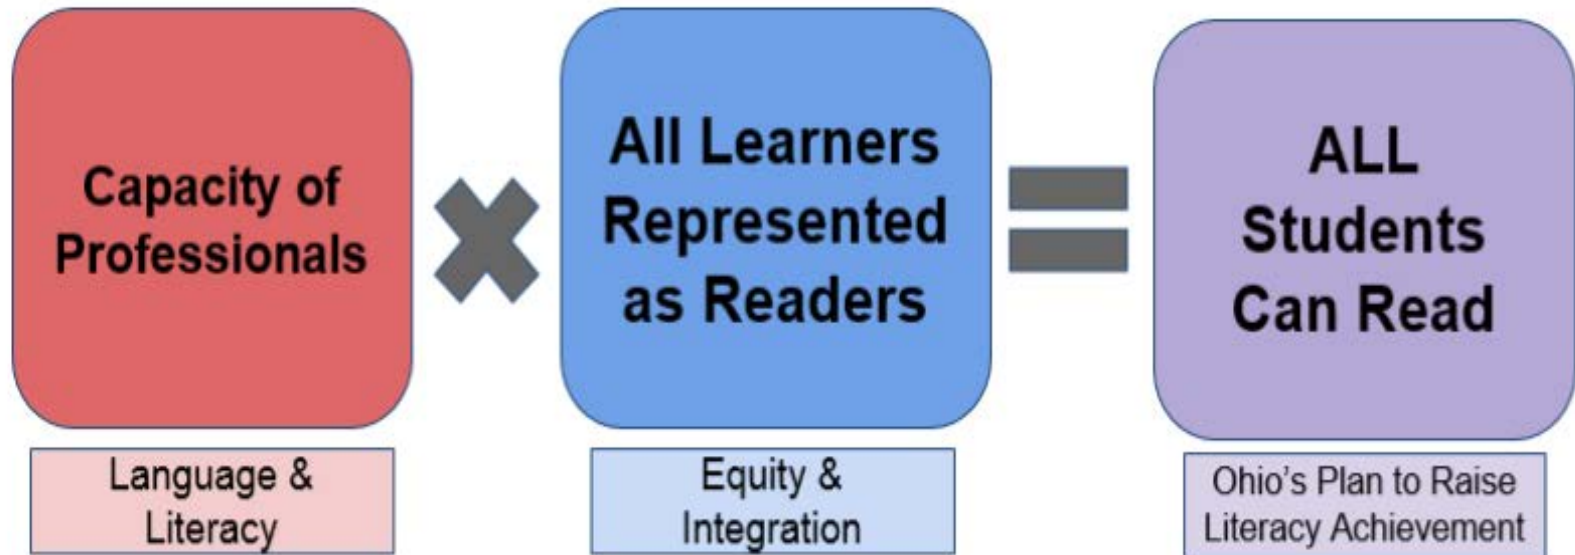 Capacity of
Professionals
All Learners
Represented
as Readers
ALL
Students
Can Read
Language &
Literacy
Equity &
Integration
Ohio’s Plan to Raise
Literacy Achievement